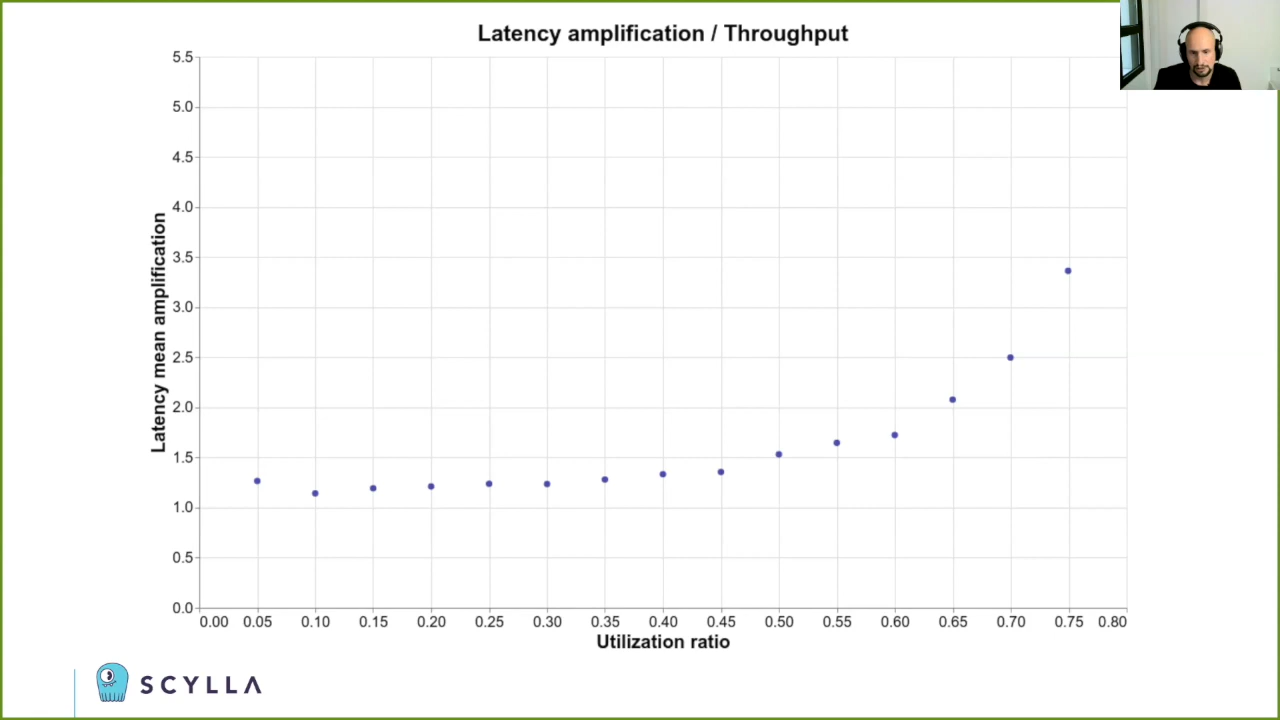 Latency amplification / Throughput
5.5
5.0
4.5
4.0
3.5
3.0
2.5
2.0
1.5
1.0
0.5
0.0
Latency mean amplification
0.00 0.05 0.10 0.15 0.20 0.25 0.30 0.35 0.40 0.45 0.50 0.55 0.60 0.65 0.70 0.75 0.80
Utilization ratio
SCYLLA